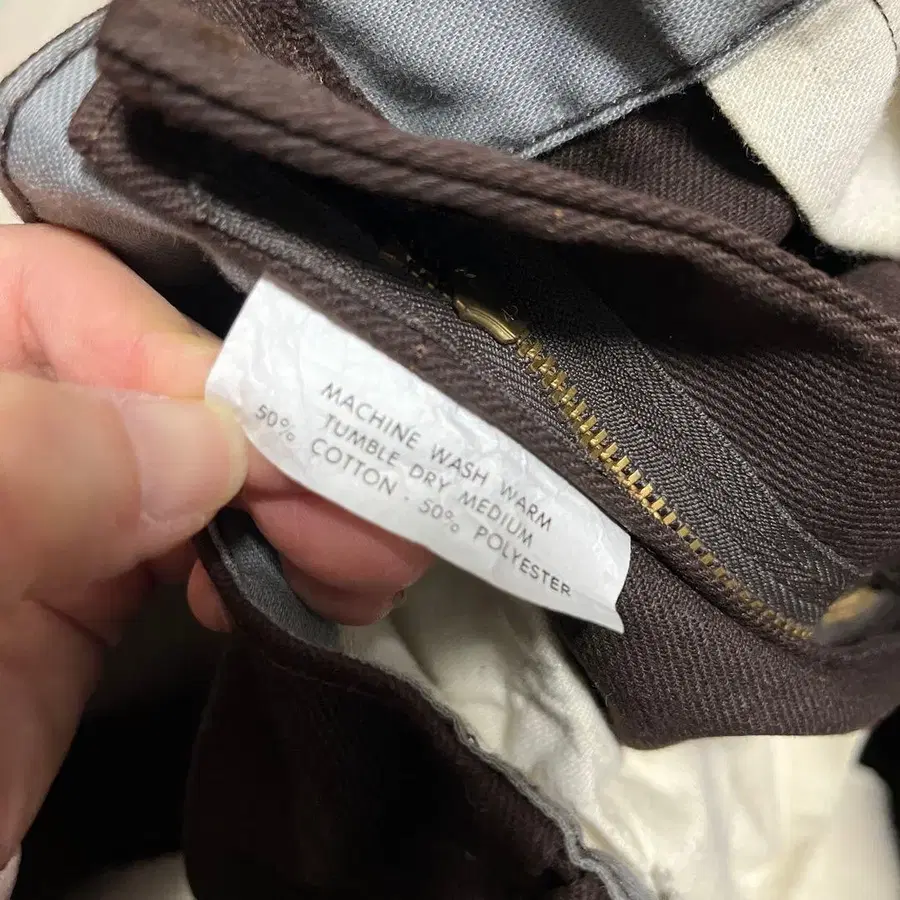 MACHINE WASH WARM
TUMBLE DRY MEDIUM
50% COTTON · 50% POLYESTER